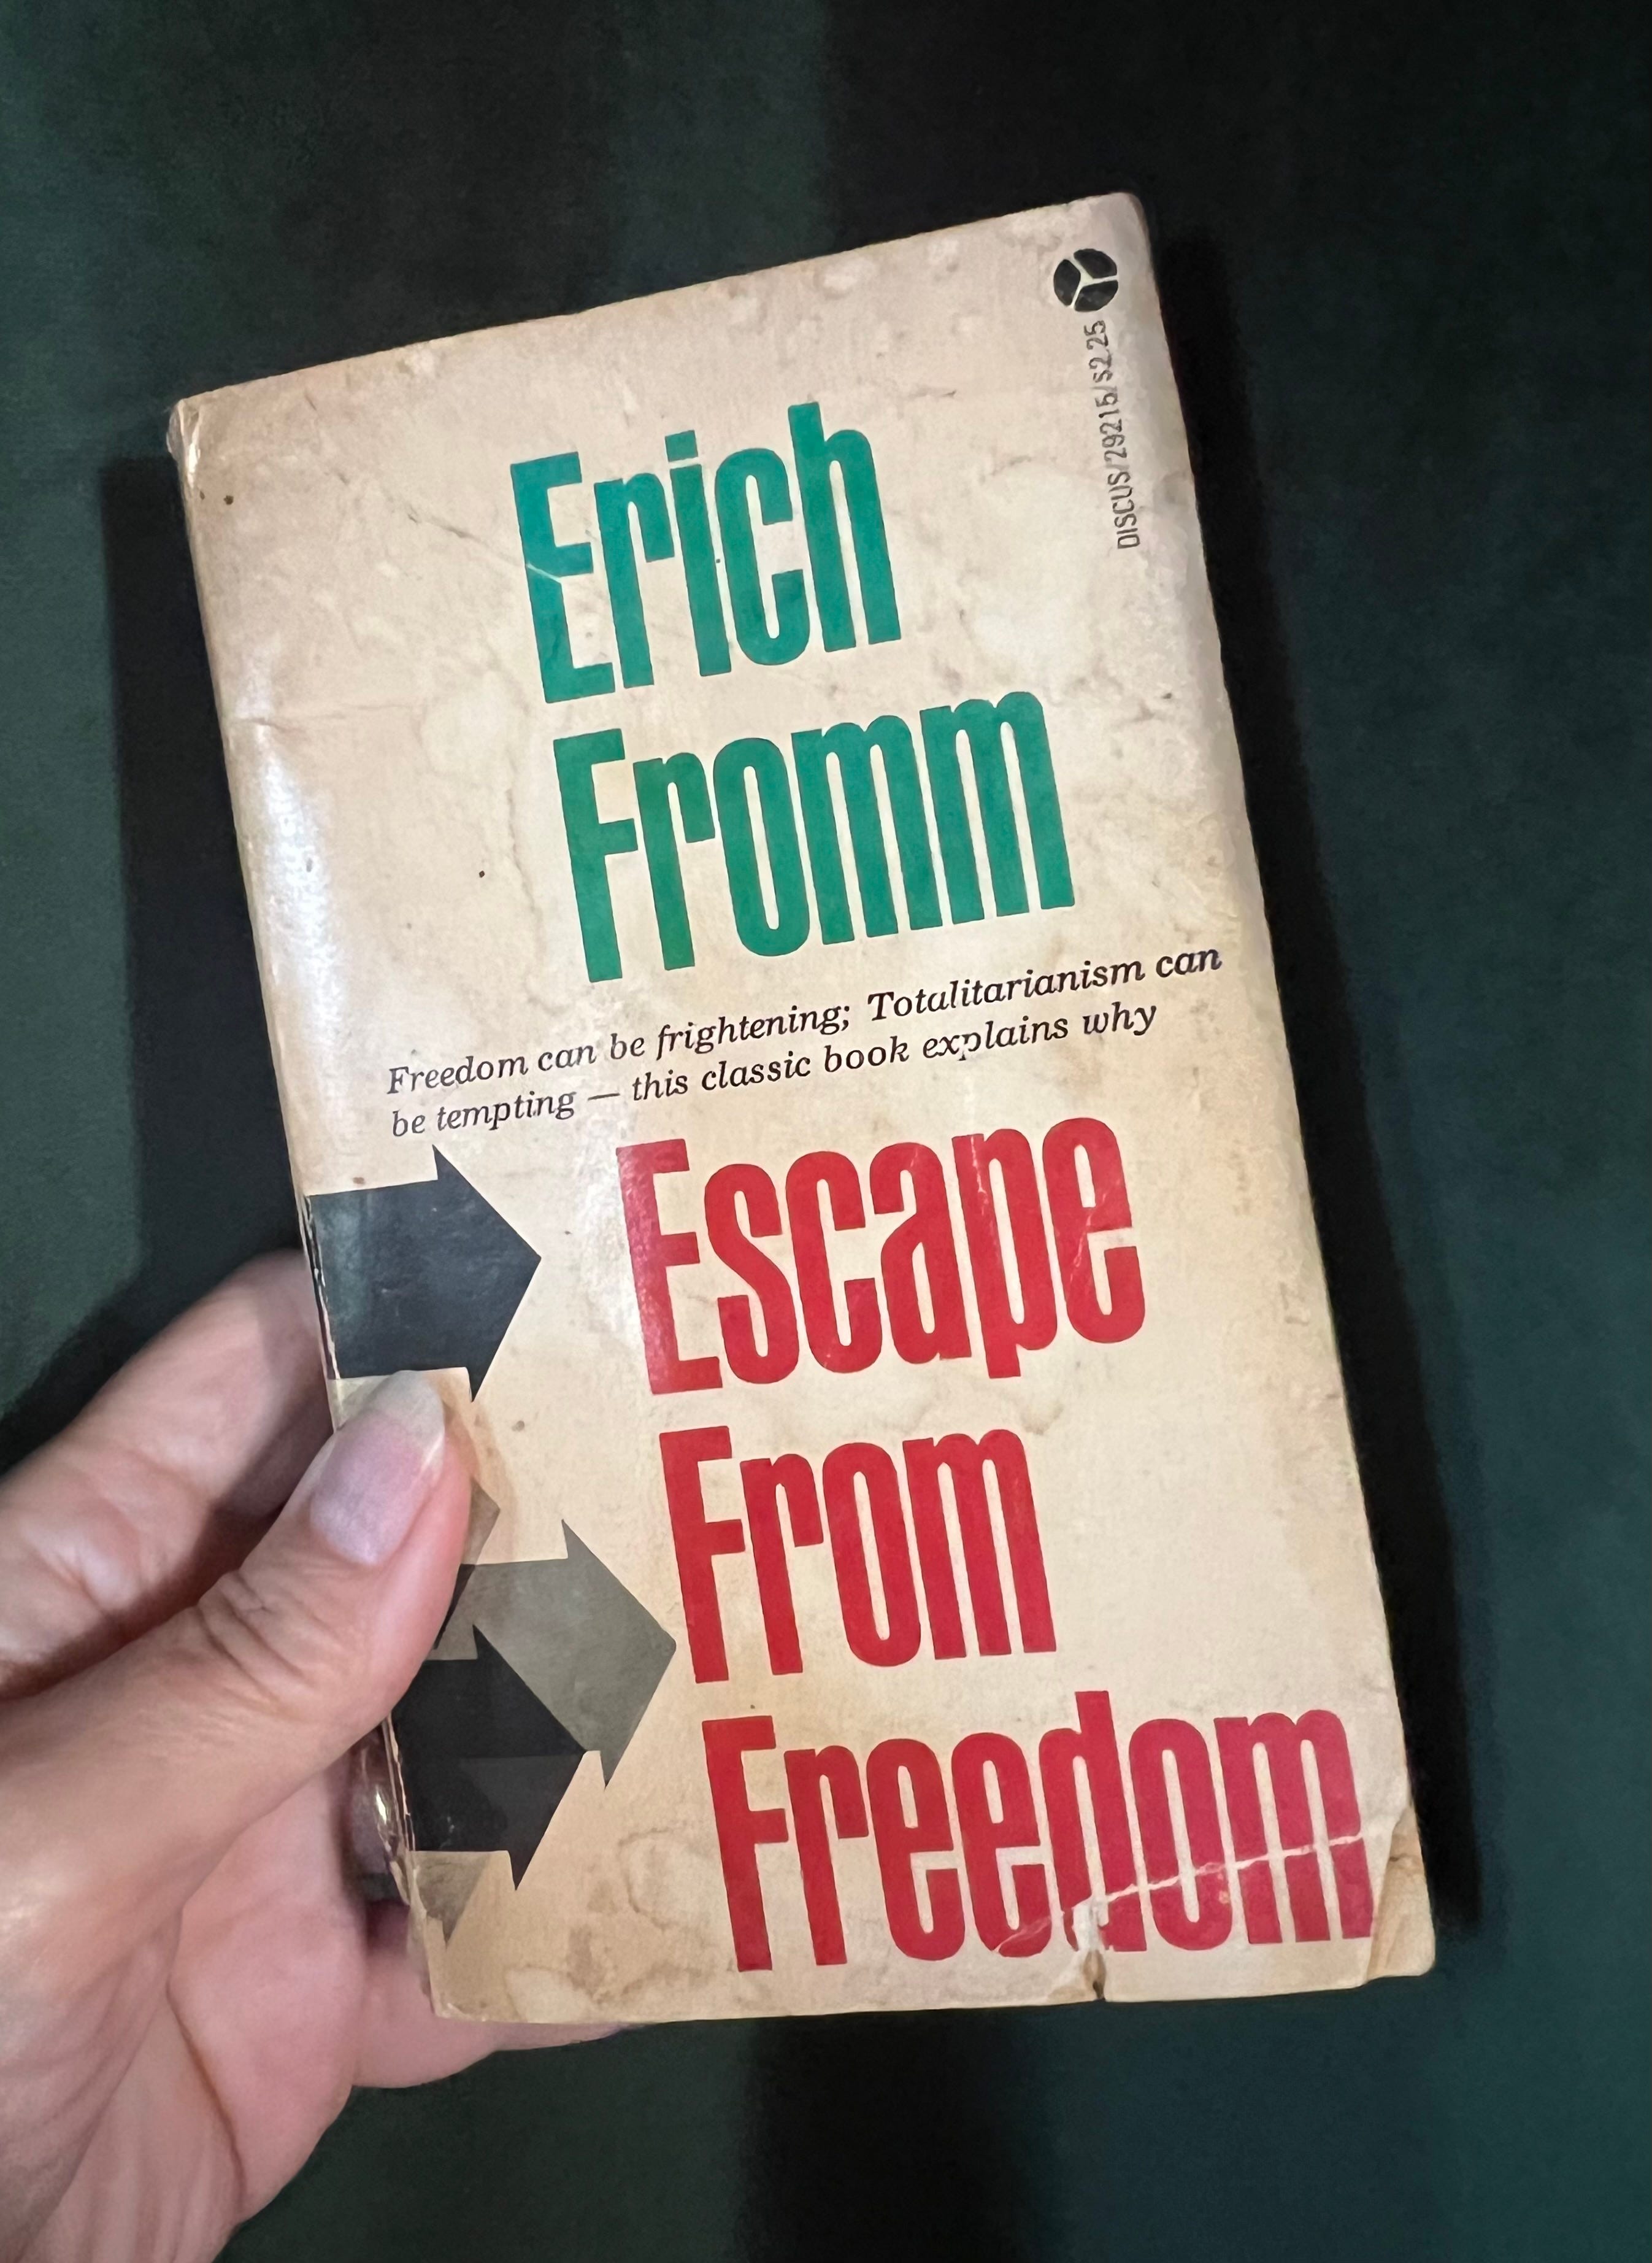 DISCUS/29215/$2.25
Erich
Fromm
Freedom can be frightening; Totalitarianism can
be tempting — this classic book explains why
Escape
From
Freedom